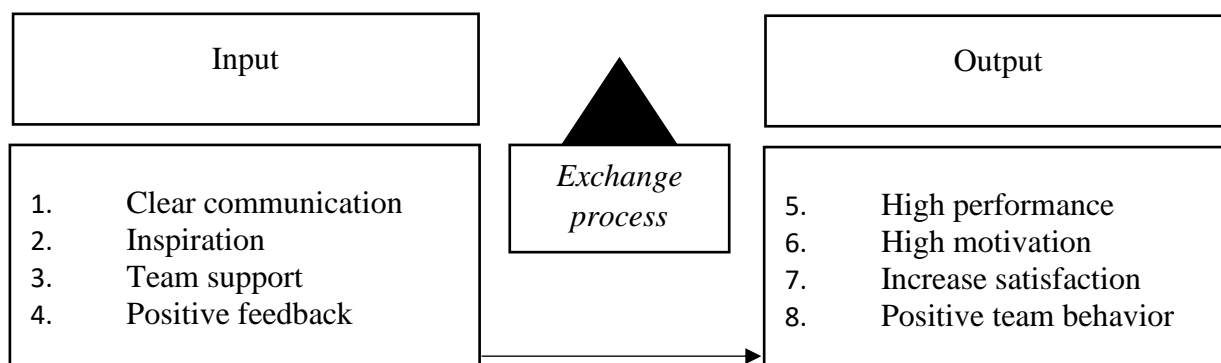 Input
Output
Exchange
process
1. Clear communication
2. Inspiration
3. Team support
4. Positive feedback
5. High performance
6. High motivation
7. Increase satisfaction
8. Positive team behavior